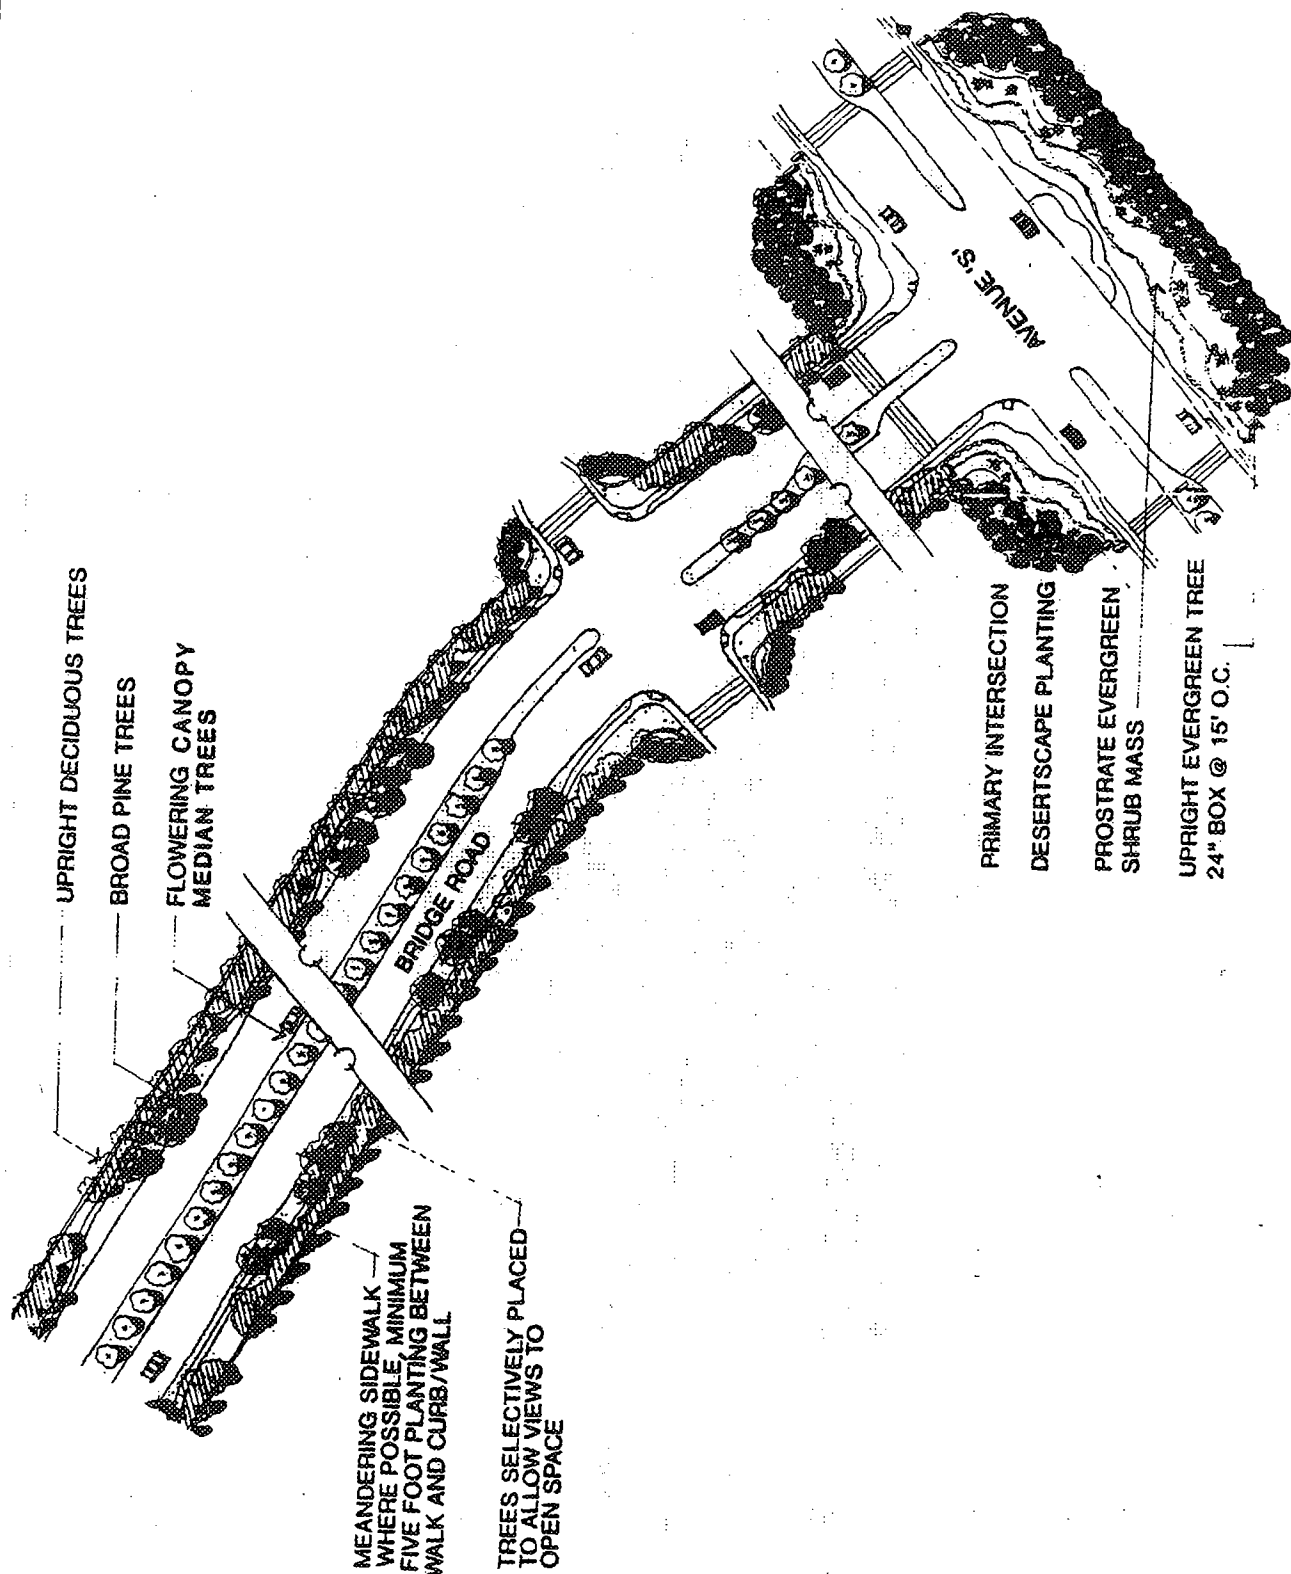 UPRIGHT DECIDUOUS TREES
BROAD PINE TREES
FLOWERING CANOPY
MEDIAN TREES
BRIDGE ROAD
AVENUE 'S'
MEANDERING SIDEWALK
WHERE POSSIBLE, MINIMUM
FIVE FOOT PLANTING BETWEEN
WALK AND CURB/WALL
TREES SELECTIVELY PLACED
TO ALLOW VIEWS TO
OPEN SPACE
PRIMARY INTERSECTION
DESERTSCAPE PLANTING
PROSTRATE EVERGREEN
SHRUB MASS
UPRIGHT EVERGREEN TREE
24" BOX @ 15' O.C.